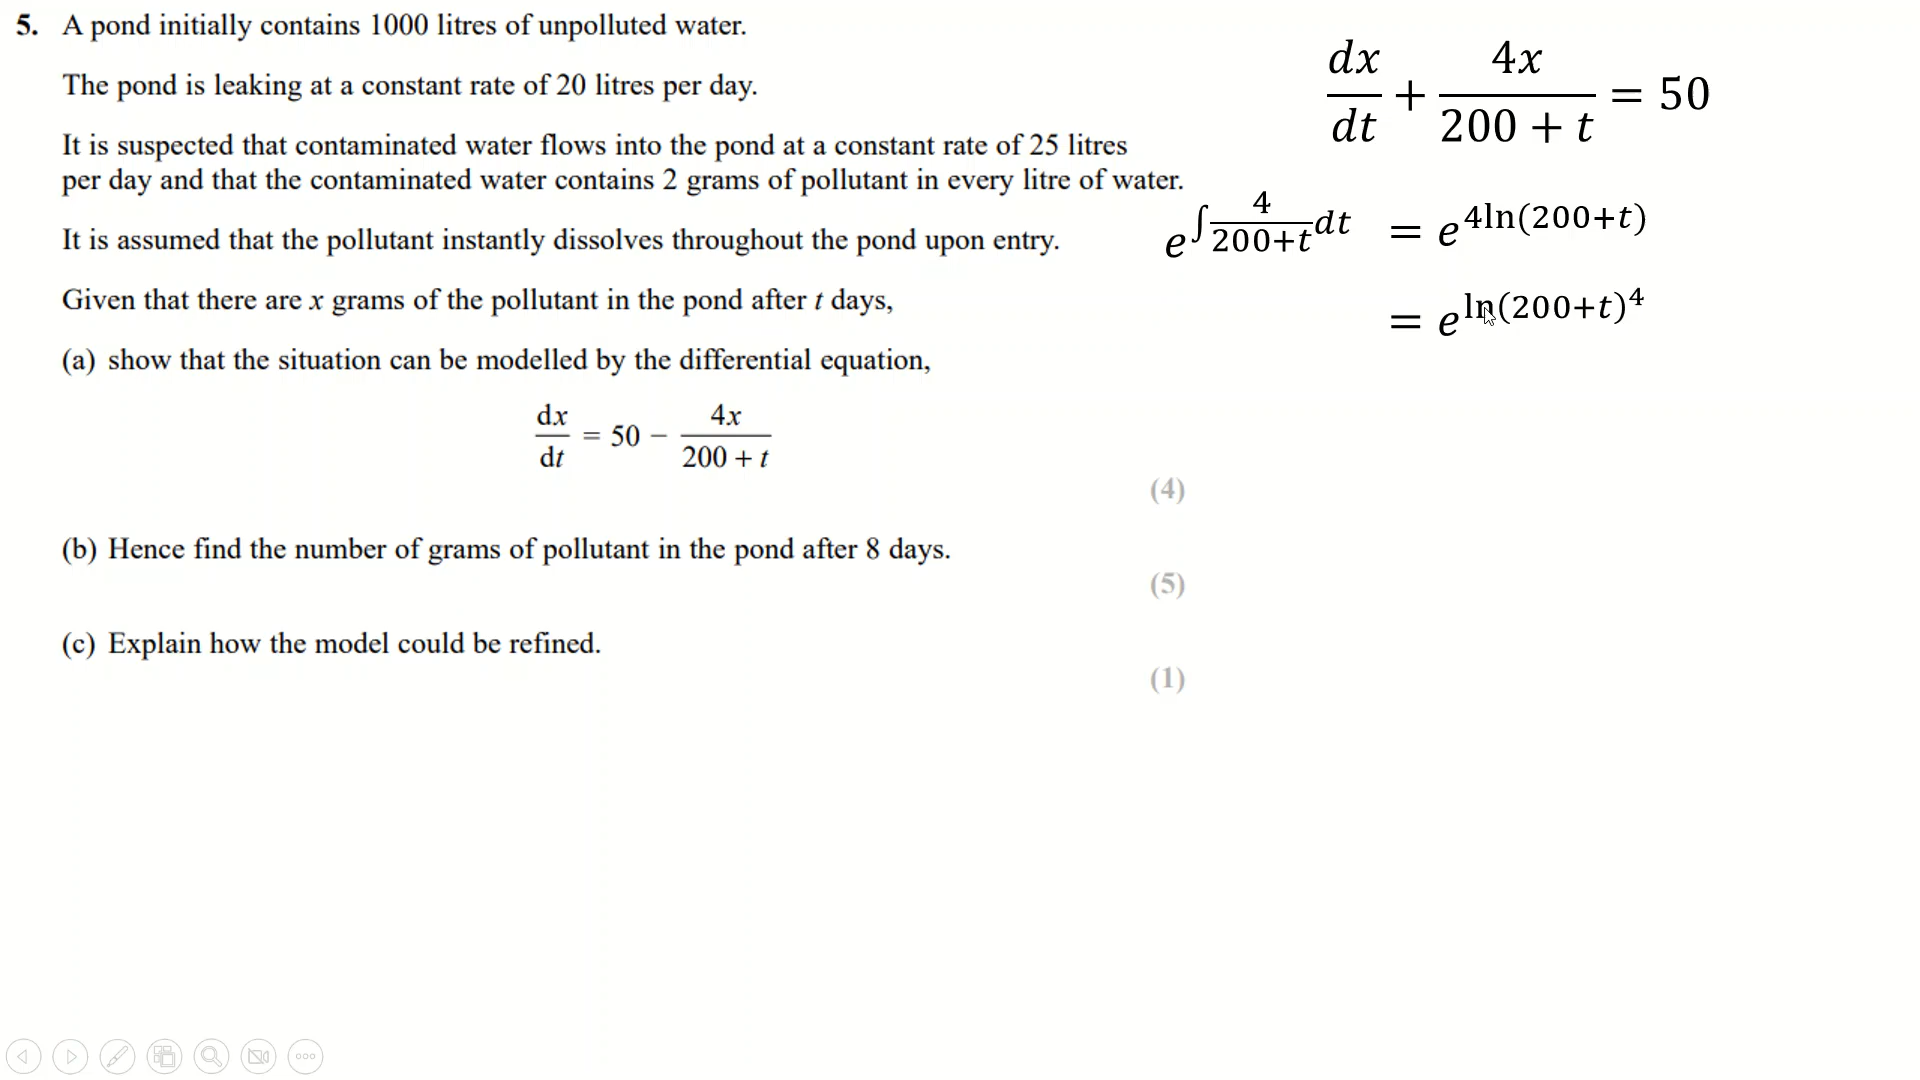 5. A pond initially contains 1000 litres of unpolluted water.
The pond is leaking at a constant rate of 20 litres per day.
It is suspected that contaminated water flows into the pond at a constant rate of 25 litres
per day and that the contaminated water contains 2 grams of pollutant in every litre of water.
It is assumed that the pollutant instantly dissolves throughout the pond upon entry.
Given that there are x grams of the pollutant in the pond after t days,
(a) show that the situation can be modelled by the differential equation,
dx/dt = 50 − 4x/(200 + t)
(4)
(b) Hence find the number of grams of pollutant in the pond after 8 days.
(5)
(c) Explain how the model could be refined.
(1)
dx/dt + 4x/(200 + t) = 50
e^(∫ 4/(200+t) dt) = e^(4ln(200+t))
= e^(ln(200+t)^4)